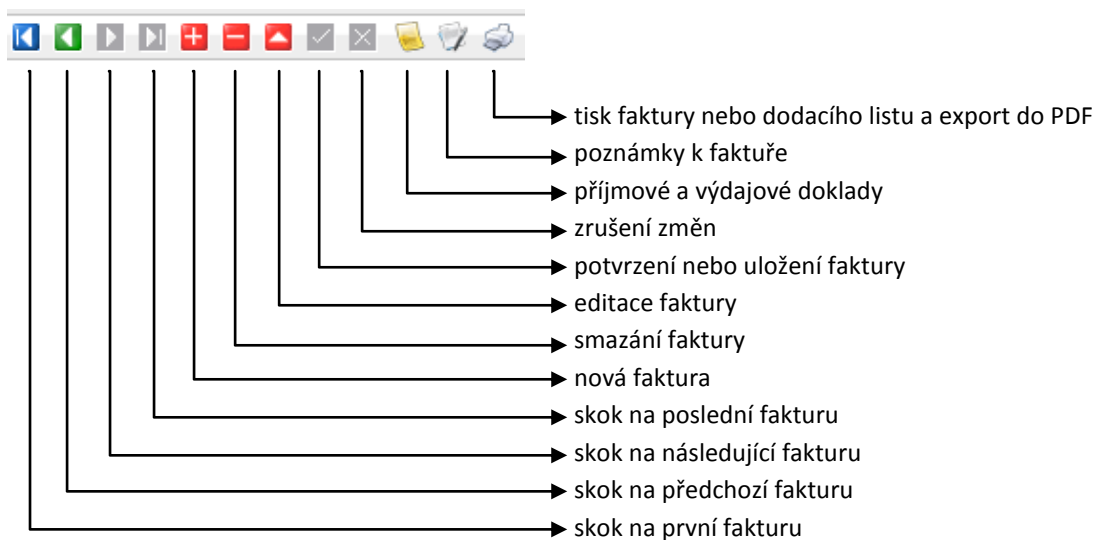 tisk faktury nebo dodacího listu a export do PDF
poznámky k faktuře
příjmové a výdajové doklady
zrušení změn
potvrzení nebo uložení faktury
editace faktury
smazání faktury
nová faktura
skok na poslední fakturu
skok na následující fakturu
skok na předchozí fakturu
skok na první fakturu